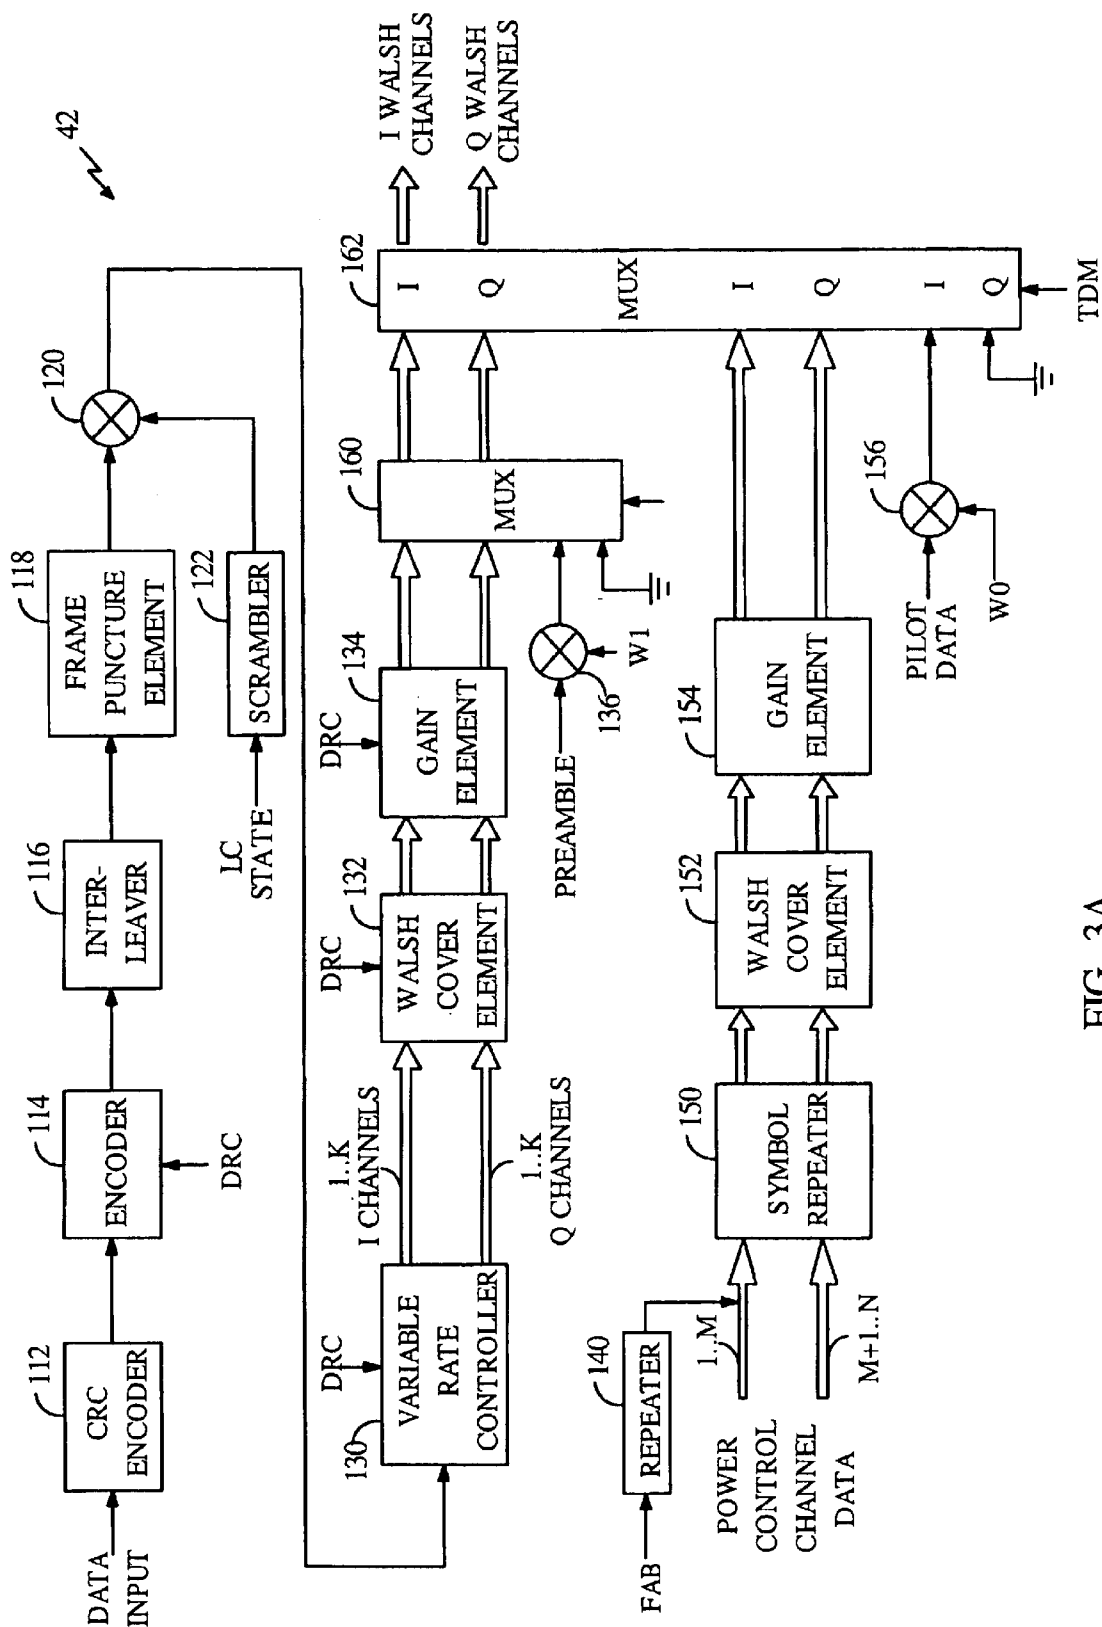 42
DATA
INPUT
112
CRC
ENCODER
114
ENCODER
DRC
116
INTER-
LEAVER
118
FRAME
PUNCTURE
ELEMENT
120
LC
STATE
122
SCRAMBLER
DRC
130
VARIABLE
RATE
CONTROLLER
1..K
I CHANNELS
1..K
Q CHANNELS
DRC
132
WALSH
COVER
ELEMENT
DRC
134
GAIN
ELEMENT
PREAMBLE
136
W1
160
MUX
162
I
Q
MUX
I
Q
I
Q
TDM
I WALSH
CHANNELS
Q WALSH
CHANNELS
FAB
140
REPEATER
POWER
CONTROL
CHANNEL
DATA
1..M
M+1..N
150
SYMBOL
REPEATER
152
WALSH
COVER
ELEMENT
154
GAIN
ELEMENT
PILOT
DATA
156
W0
FIG. 3A